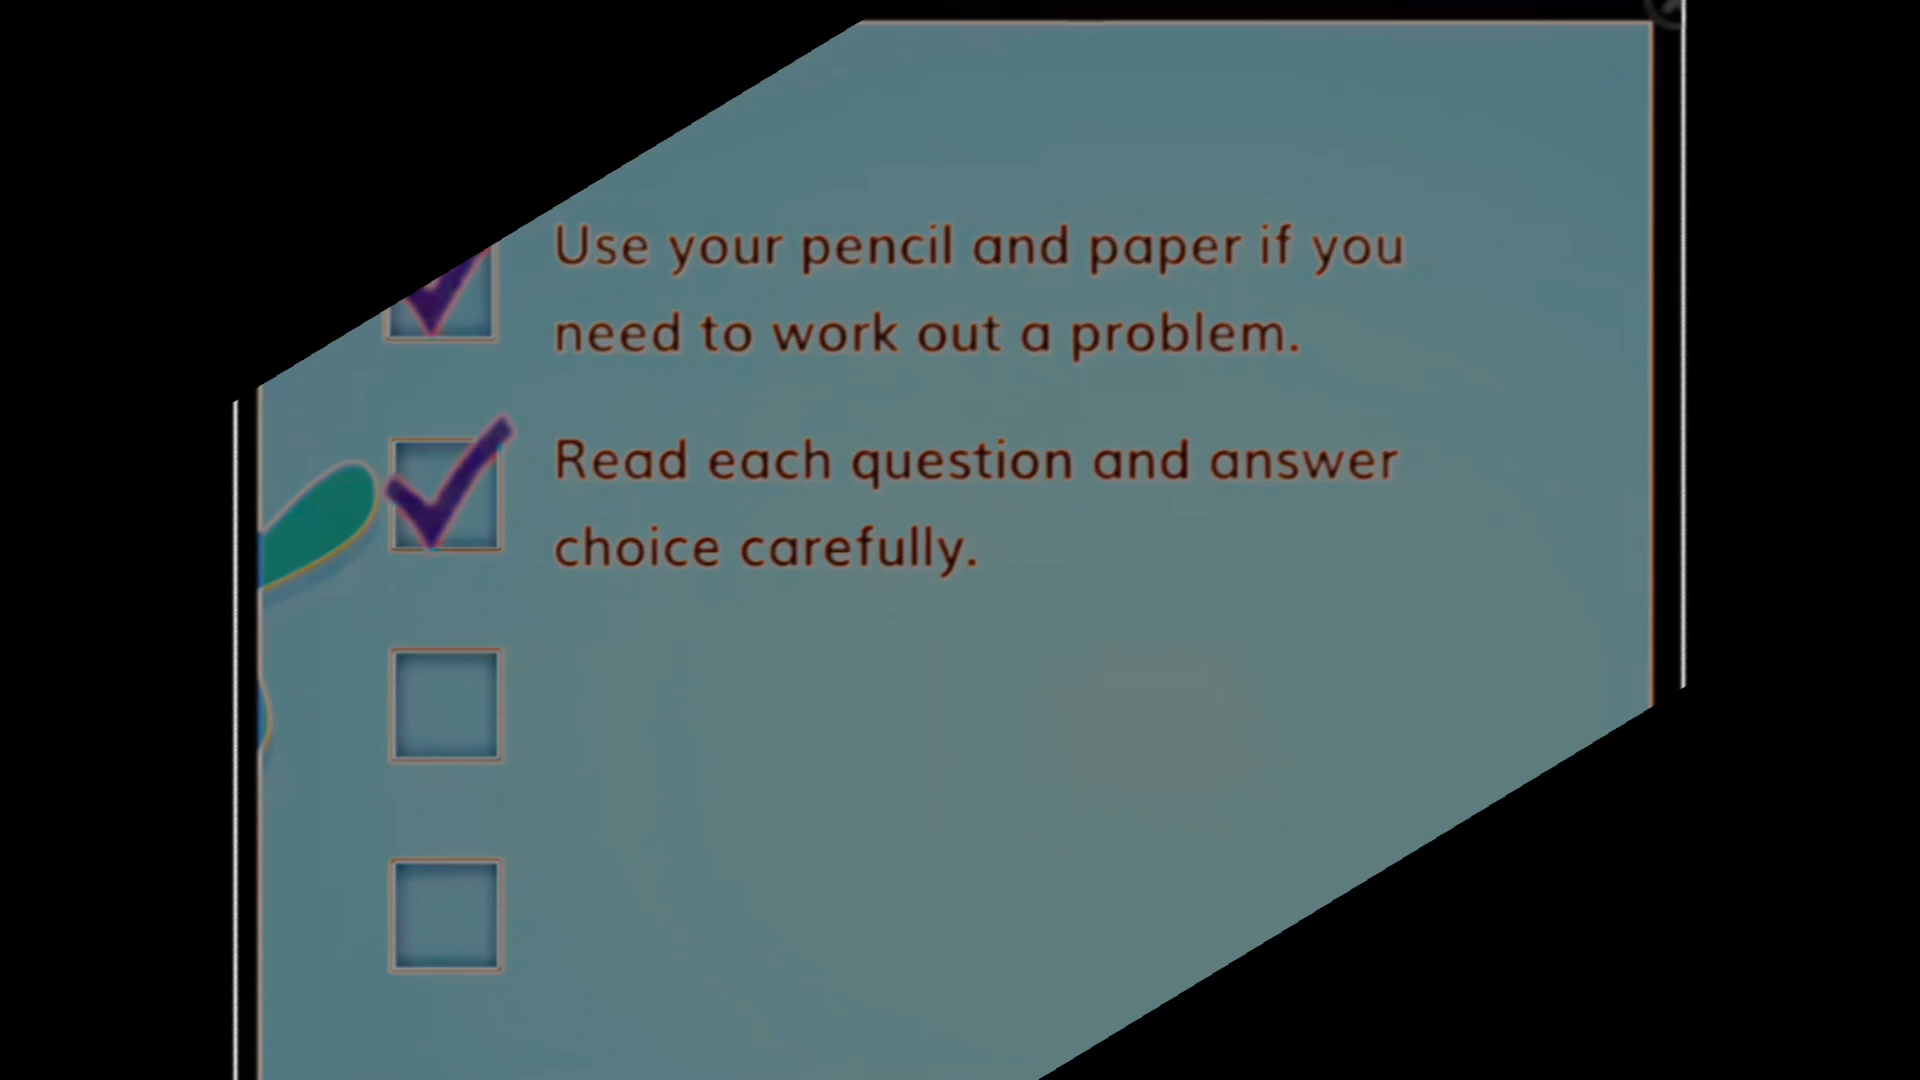 Use your pencil and paper if you
need to work out a problem.
Read each question and answer
choice carefully.